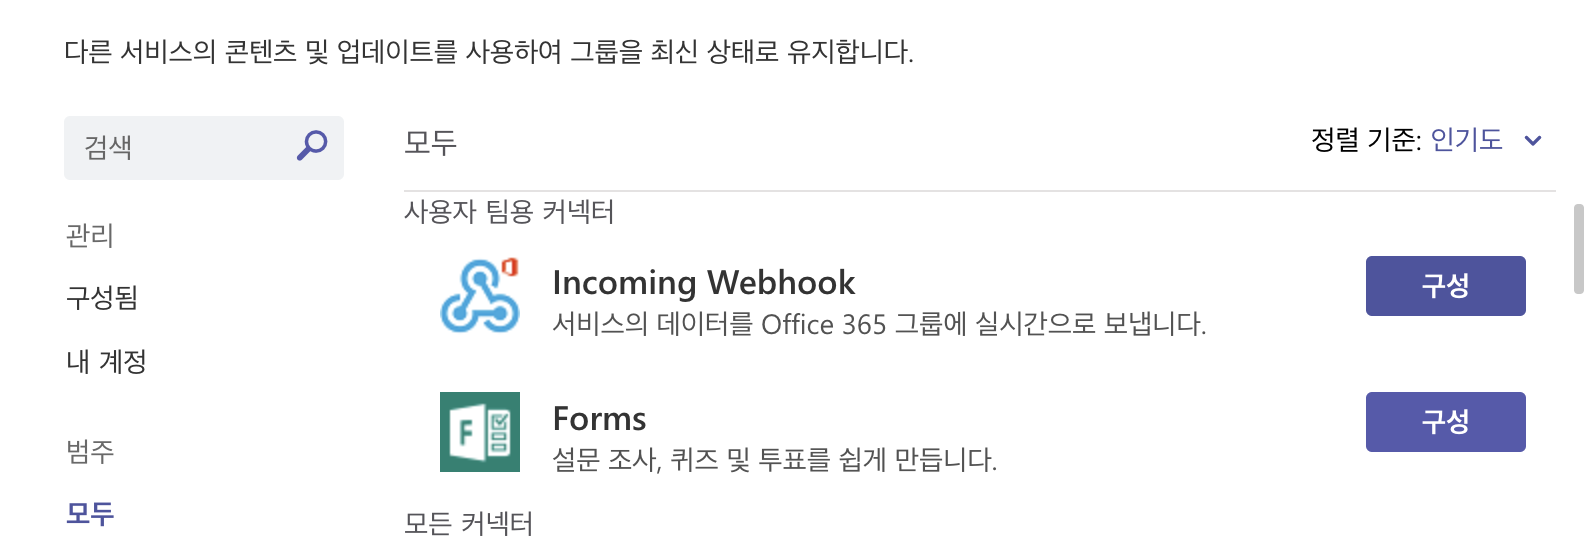 다른 서비스의 콘텐츠 및 업데이트를 사용하여 그룹을 최신 상태로 유지합니다.
검색
모두
정렬 기준: 인기도
사용자 팀용 커넥터
관리
Incoming Webhook
구성
구성됨
서비스의 데이터를 Office 365 그룹에 실시간으로 보냅니다.
내 계정
F
Forms
구성
범주
설문 조사, 퀴즈 및 투표를 쉽게 만듭니다.
모두
모든 커넥터